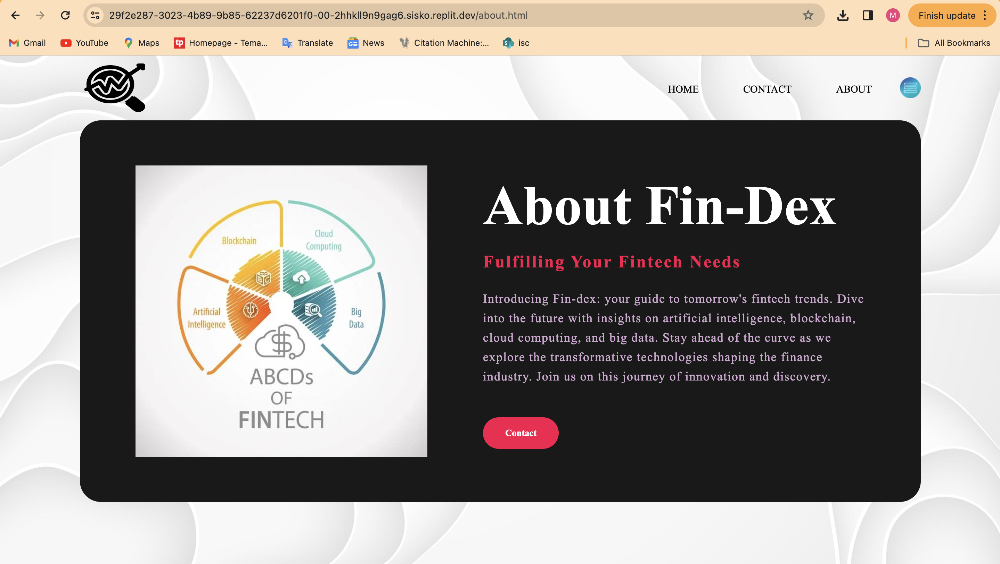 29f2e287-3023-4b89-9b85-62237d6201f0-00-2hhkll9n9gag6.sisko.replit.dev/about.html
M
Finish update
Gmail
YouTube
tp
Homepage - Tema...
Translate
Maps
News
Citation Machine:...
isc
All Bookmarks
HOME
CONTACT
ABOUT
Blockchain
Cloud
Computing
Artificial
Intelligence
Big
Data
ABCDs
OF
FINTECH
About Fin-Dex
Fulfilling Your Fintech Needs
Introducing Fin-dex: your guide to tomorrow's fintech trends. Dive
into the future with insights on artificial intelligence, blockchain,
cloud computing, and big data. Stay ahead of the curve as we
explore the transformative technologies shaping the finance
industry. Join us on this journey of innovation and discovery.
Contact